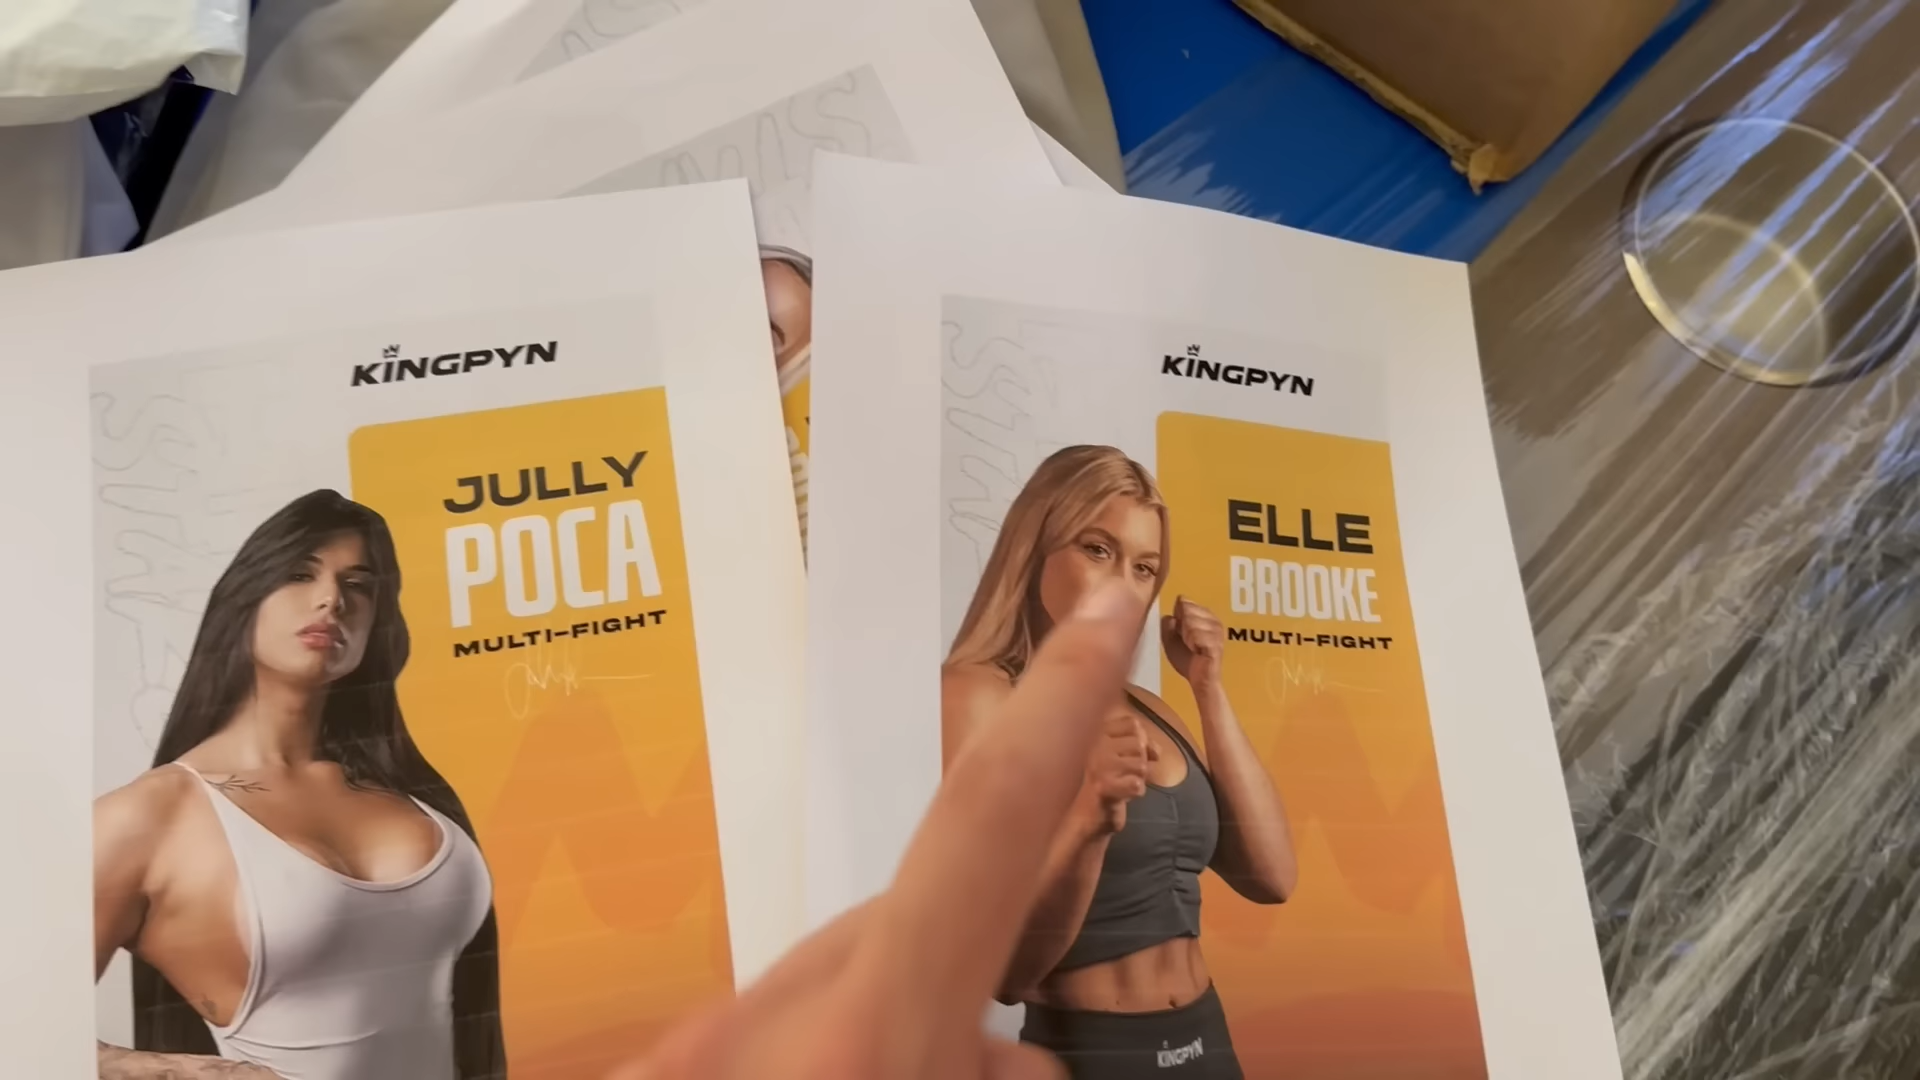 KINGPYN
JULLY
POCA
MULTI-FIGHT
KINGPYN
ELLE
BROOKE
MULTI-FIGHT
KINGPYN